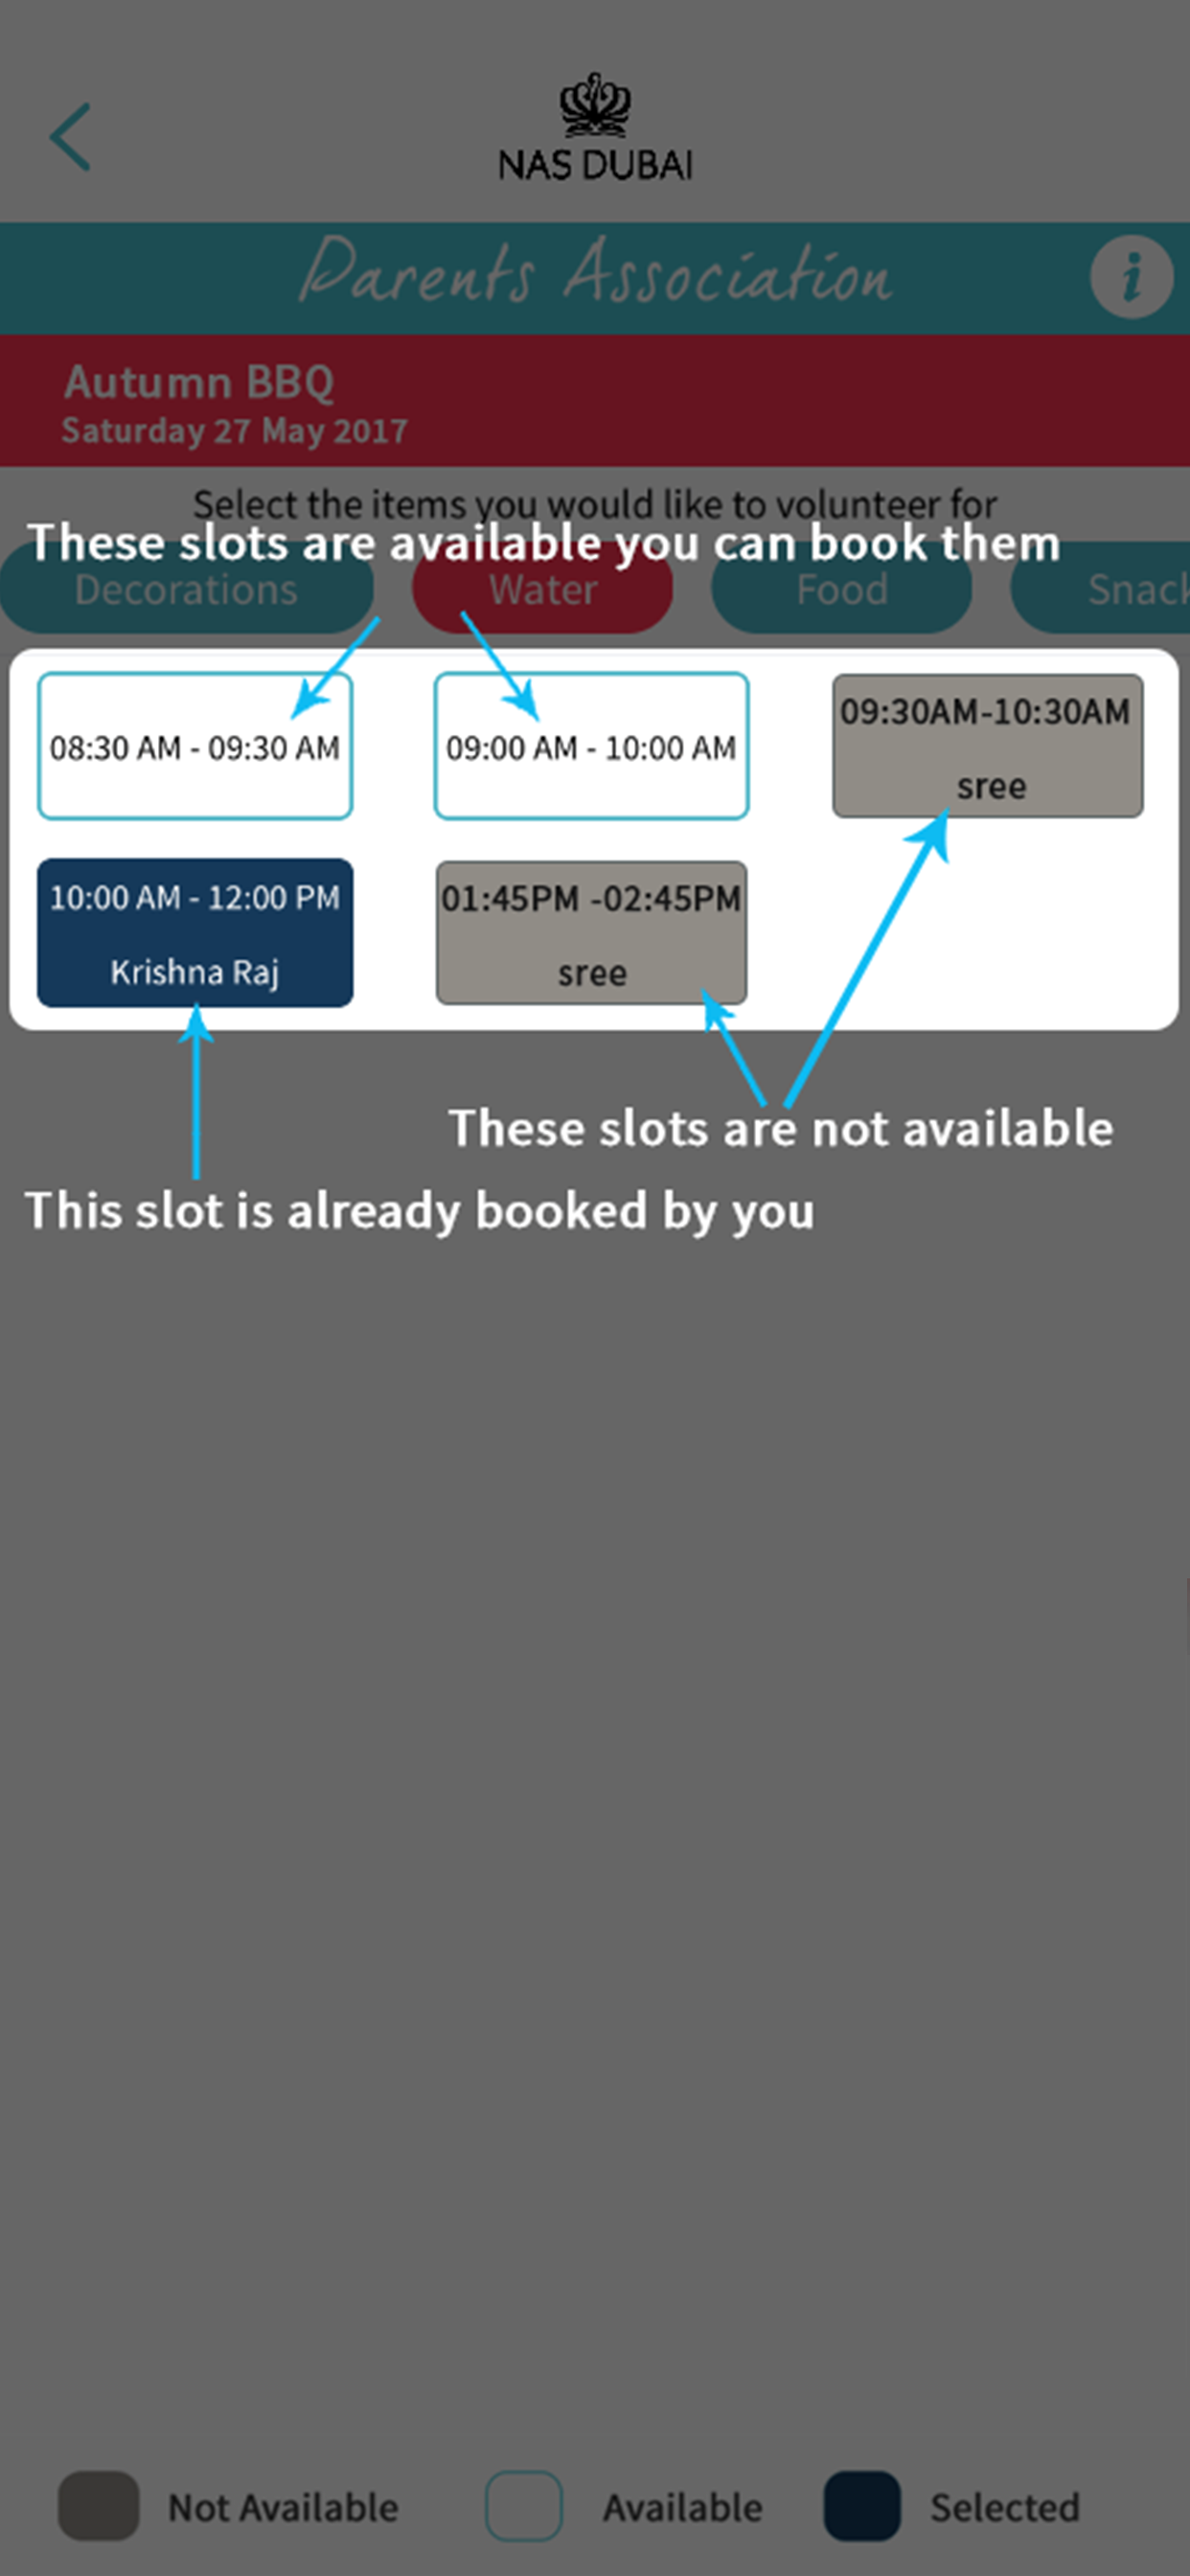 NAS DUBAI
Parents Association
i
Autumn BBQ
Saturday 27 May 2017
Select the items you would like to volunteer for
These slots are available you can book them
Decorations Water Food Snack
08:30 AM - 09:30 AM
09:00 AM - 10:00 AM
09:30AM-10:30AM
sree
10:00 AM - 12:00 PM
Krishna Raj
01:45PM -02:45PM
sree
These slots are not available
This slot is already booked by you
Not Available Available Selected